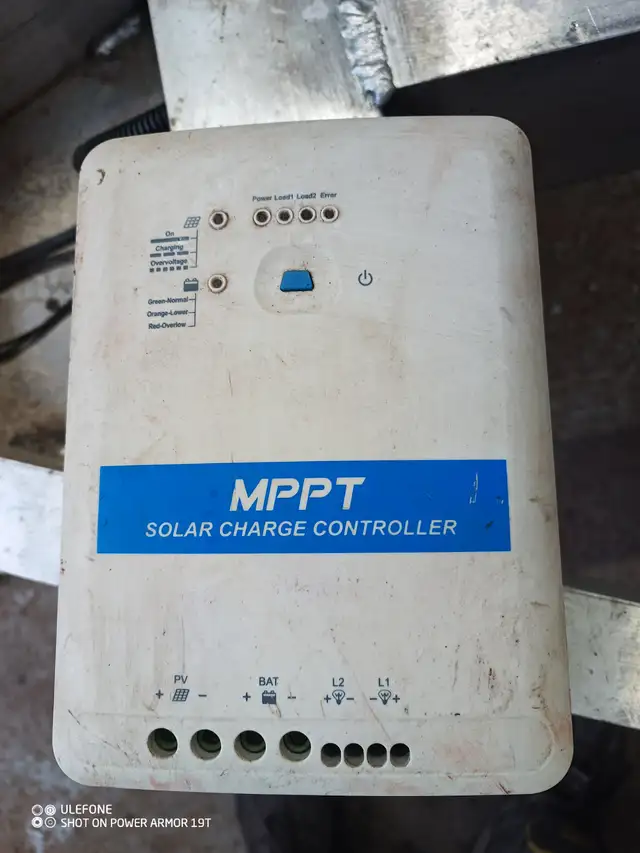 Power Load1 Load2 Error
On
Charging
Overvoltage
Green-Normal
Orange-Lower
Red-Overlow
MPPT
SOLAR CHARGE CONTROLLER
PV
BAT
L2
L1
+ - + - + - - +
ULEFONE
SHOT ON POWER ARMOR 19T